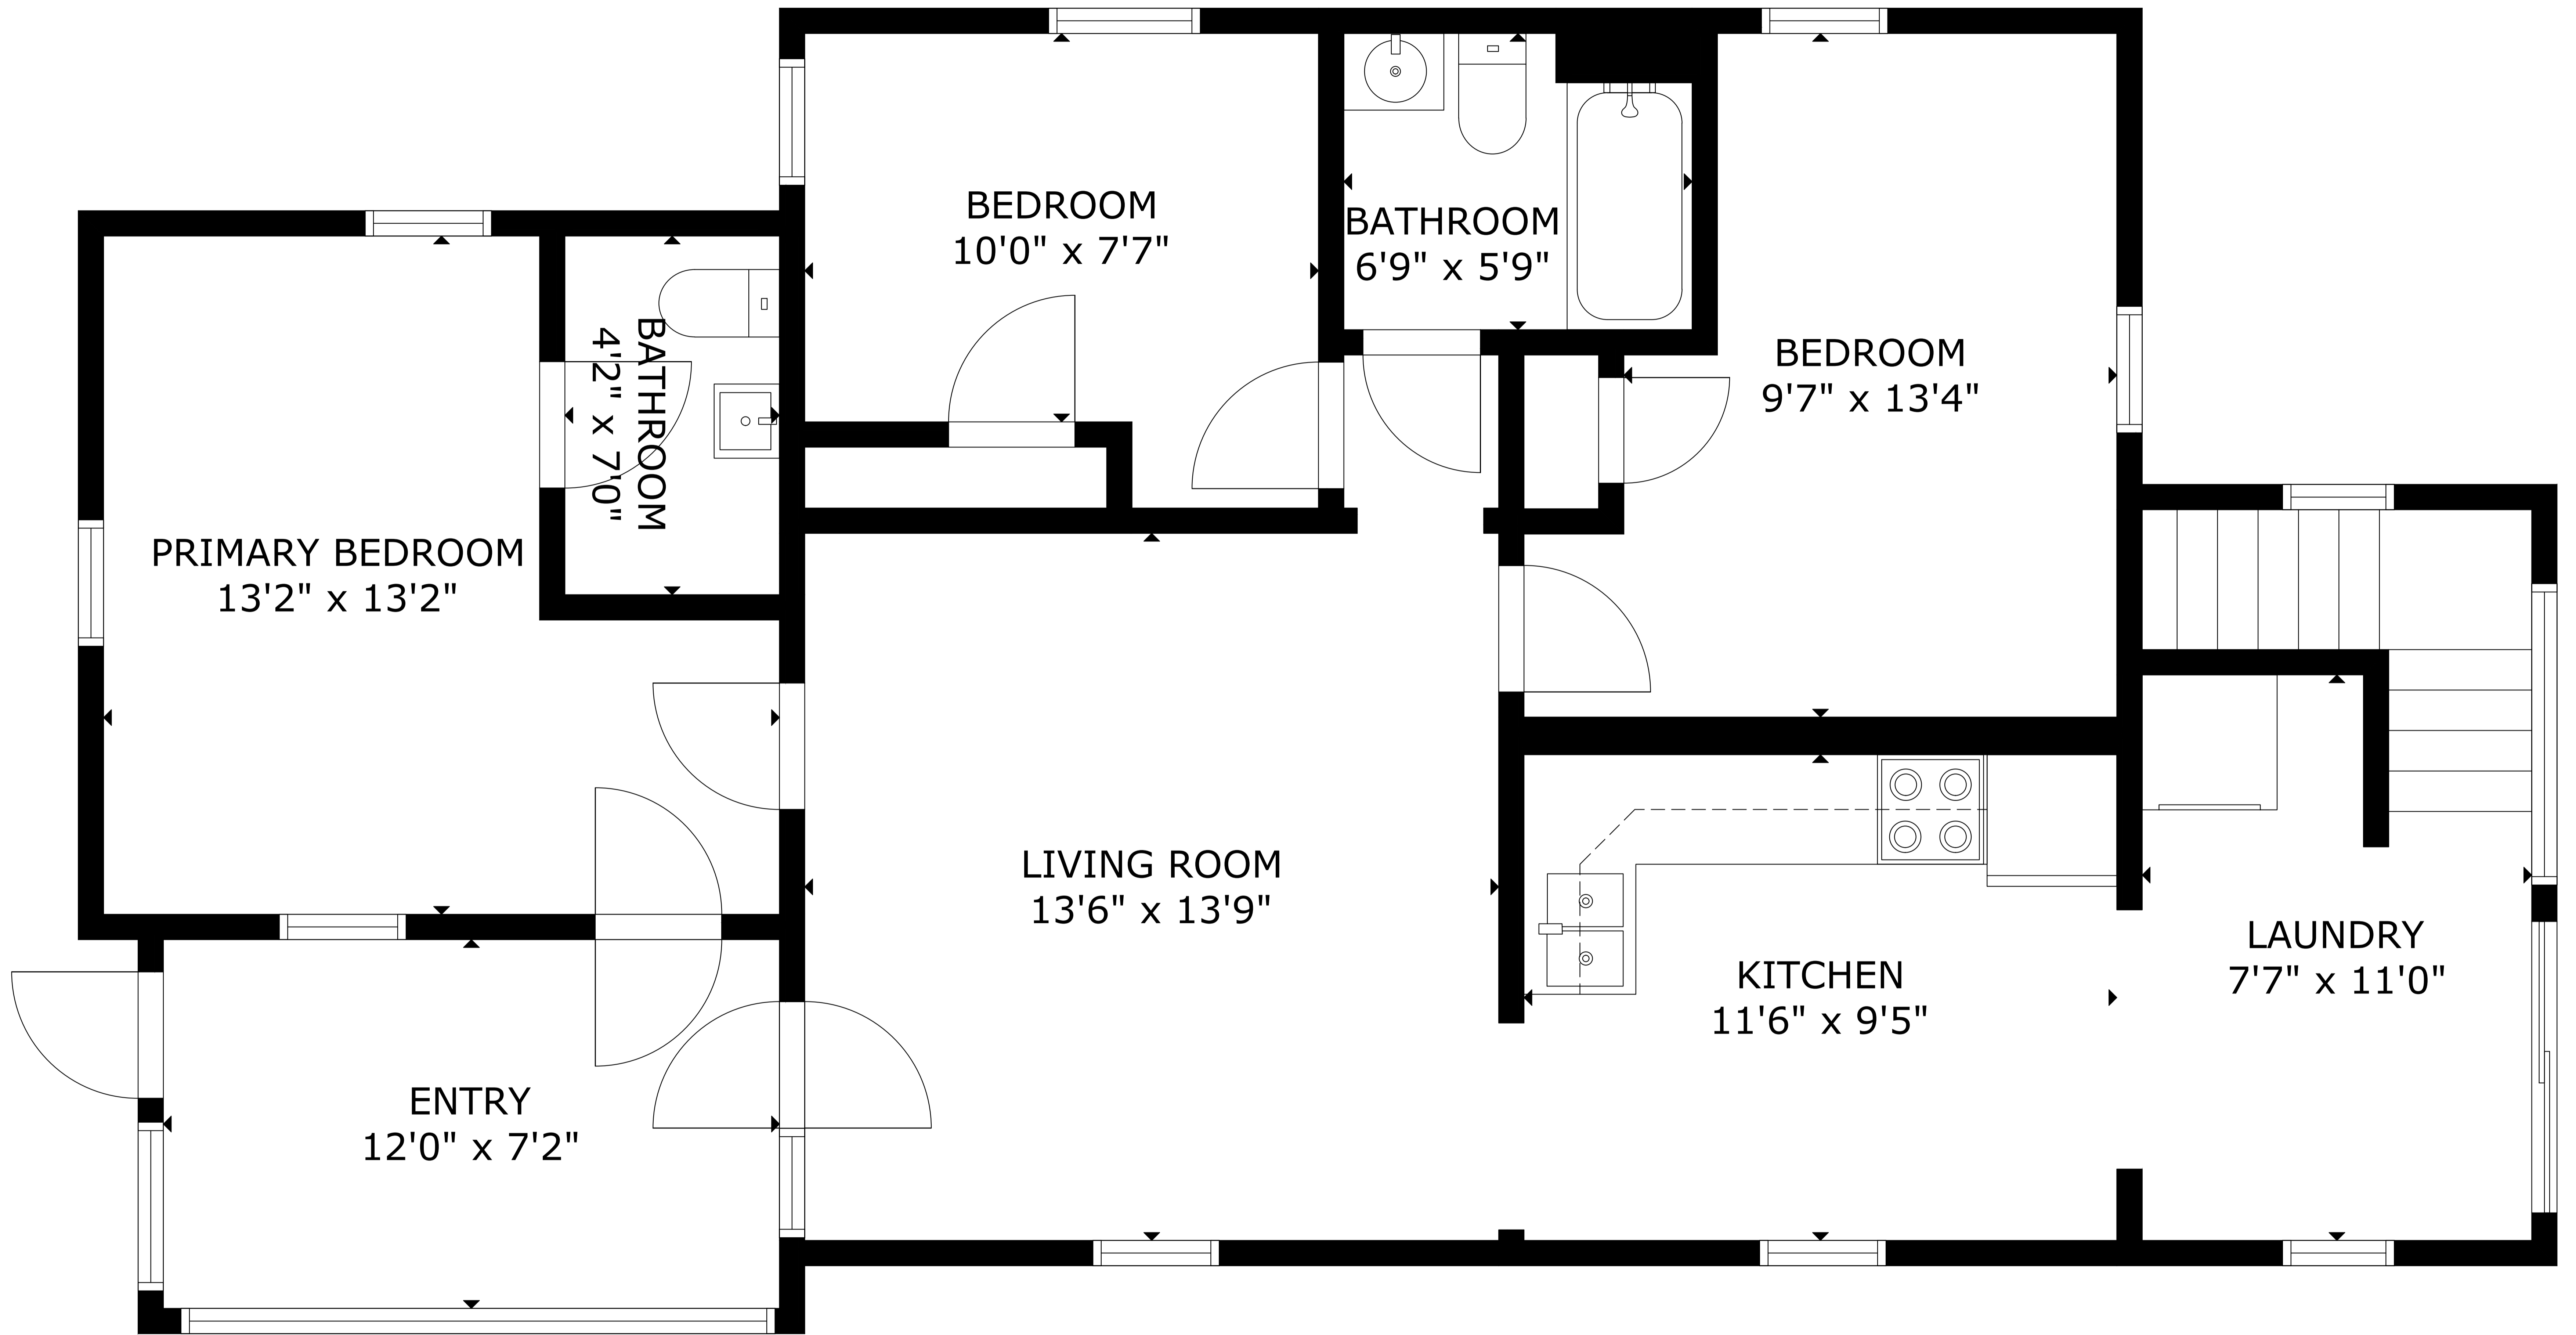 BEDROOM
10'0" x 7'7"
BATHROOM
6'9" x 5'9"
BEDROOM
9'7" x 13'4"
BATHROOM
4'2" x 7'0"
PRIMARY BEDROOM
13'2" x 13'2"
LIVING ROOM
13'6" x 13'9"
KITCHEN
11'6" x 9'5"
LAUNDRY
7'7" x 11'0"
ENTRY
12'0" x 7'2"